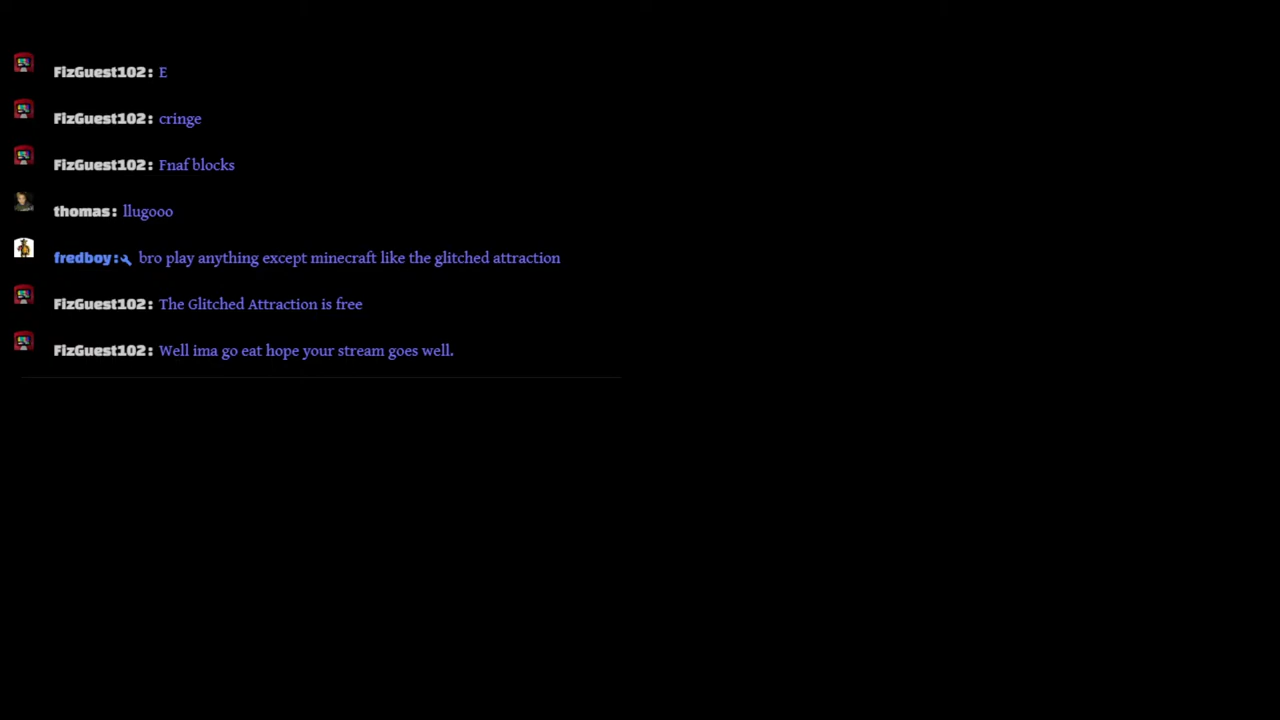 FizGuest102: E
FizGuest102: cringe
FizGuest102: Fnaf blocks
thomas: llugooo
fredboy: bro play anything except minecraft like the glitched attraction
FizGuest102: The Glitched Attraction is free
FizGuest102: Well ima go eat hope your stream goes well.